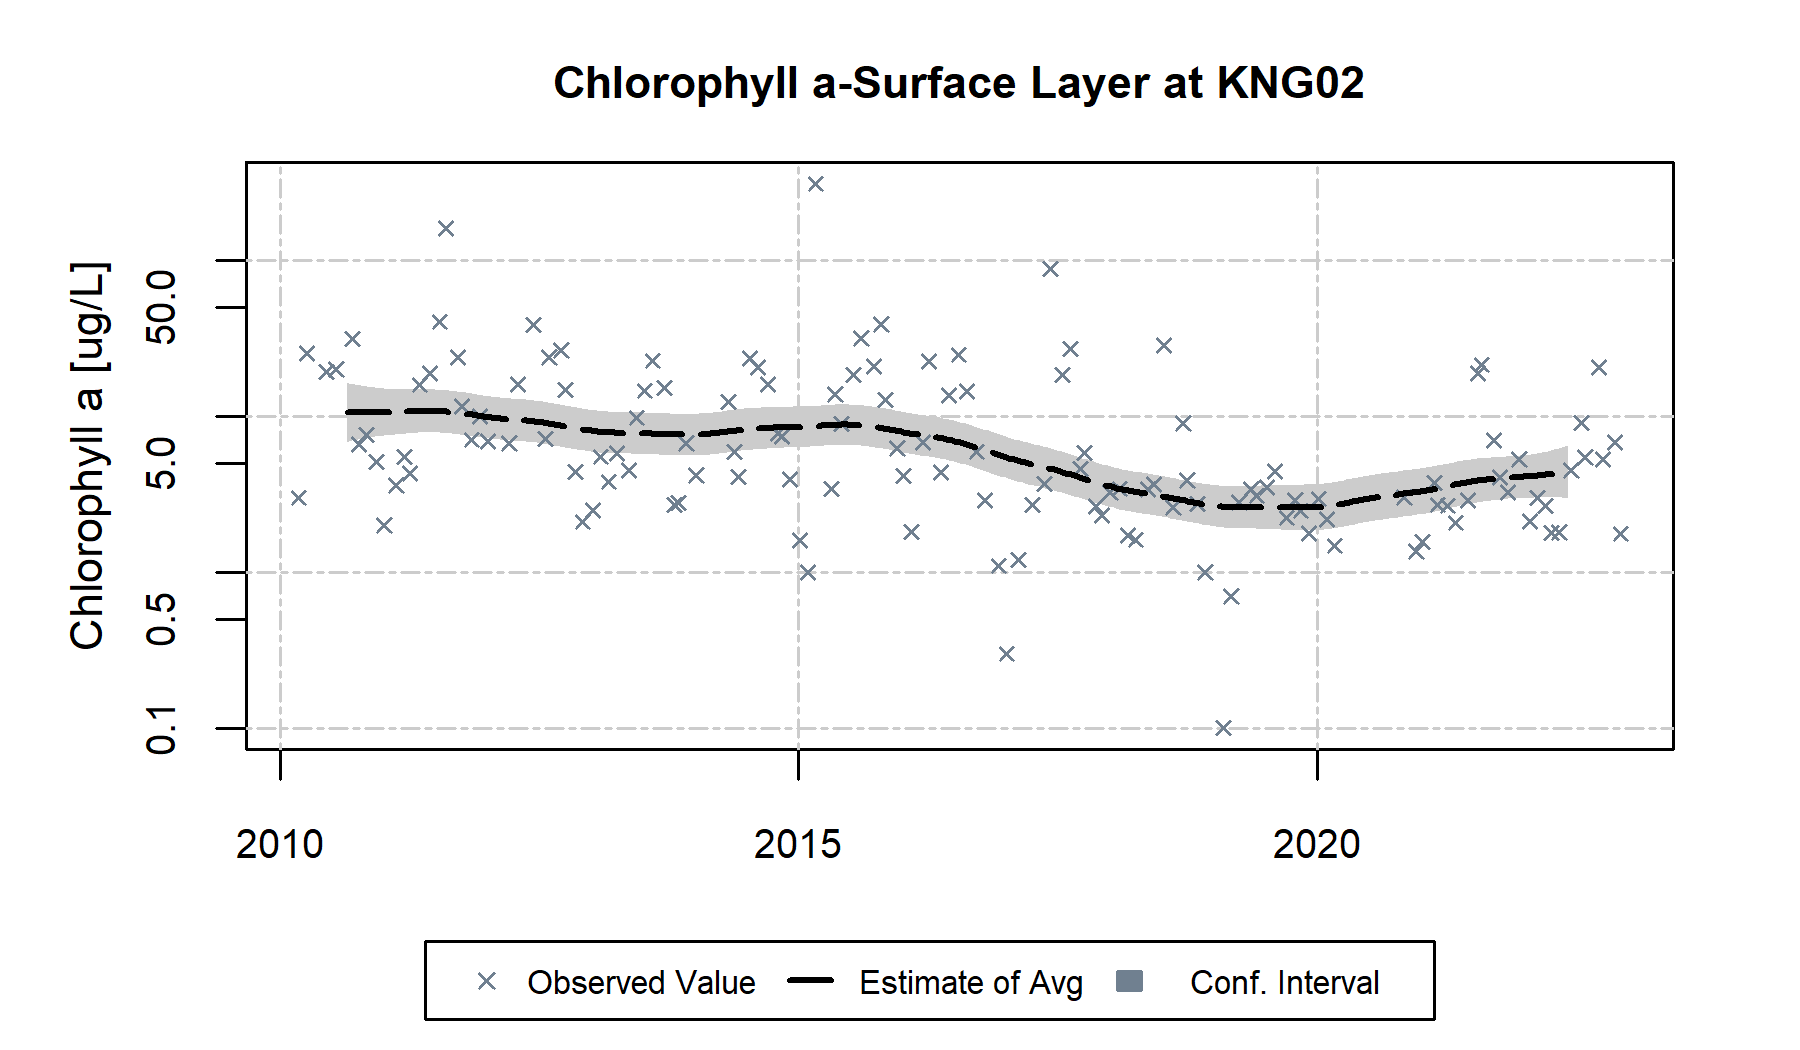 Chlorophyll a-Surface Layer at KNG02
Chlorophyll a [ug/L]
50.0
5.0
0.5
0.1
2010 2015 2020
Observed Value Estimate of Avg Conf. Interval